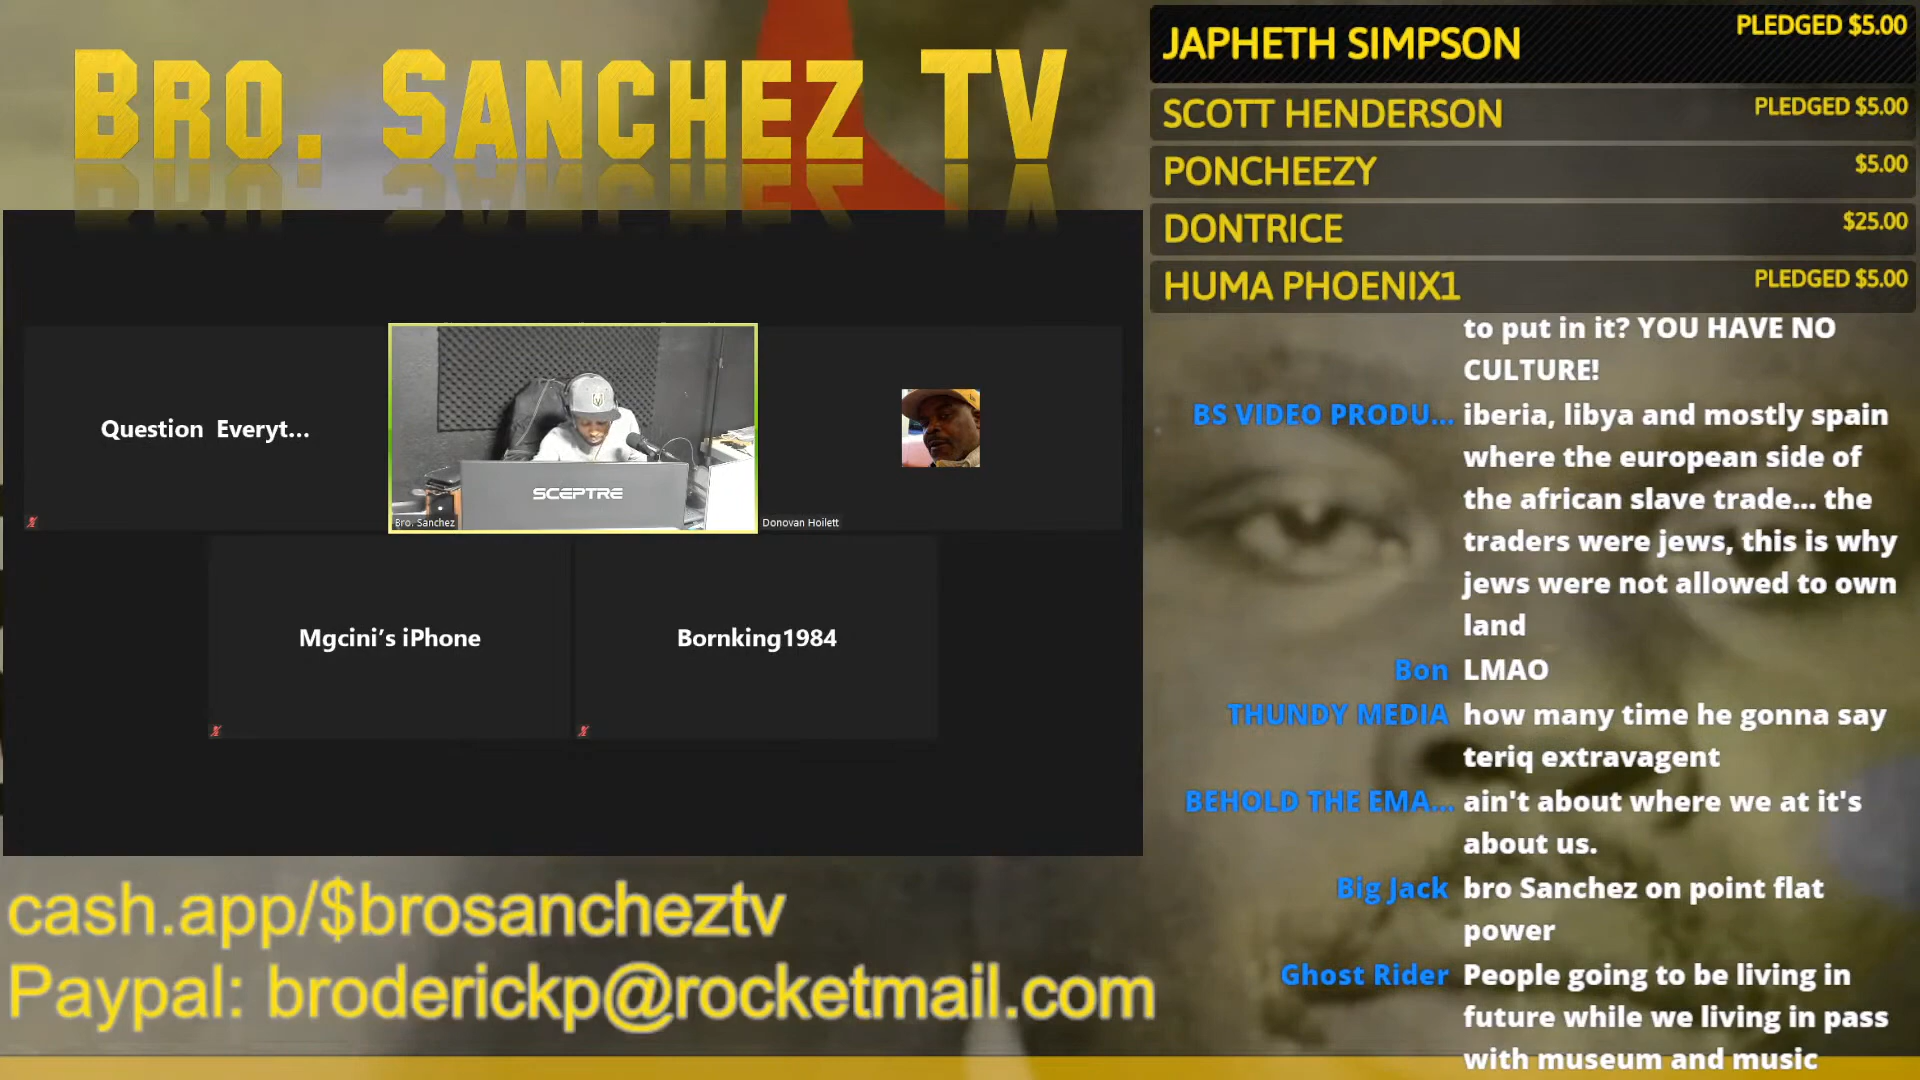 BRO. SANCHEZ TV
Question Everyt...
SCEPTRE
Bro. Sanchez
Donovan Hoilett
Mgcini’s iPhone
Bornking1984
cash.app/$brosancheztv
Paypal: broderickp@rocketmail.com
JAPHETH SIMPSON PLEDGED $5.00
SCOTT HENDERSON PLEDGED $5.00
PONCHEEZY $5.00
DONTRICE $25.00
HUMA PHOENIX1 PLEDGED $5.00
to put in it? YOU HAVE NO
CULTURE!
BS VIDEO PRODU... iberia, libya and mostly spain
where the european side of
the african slave trade... the
traders were jews, this is why
jews were not allowed to own
land
Bon LMAO
THUNDY MEDIA how many time he gonna say
teriq extravagent
BEHOLD THE EMA... ain't about where we at it's
about us.
Big Jack bro Sanchez on point flat
power
Ghost Rider People going to be living in
future while we living in pass
with museum and music